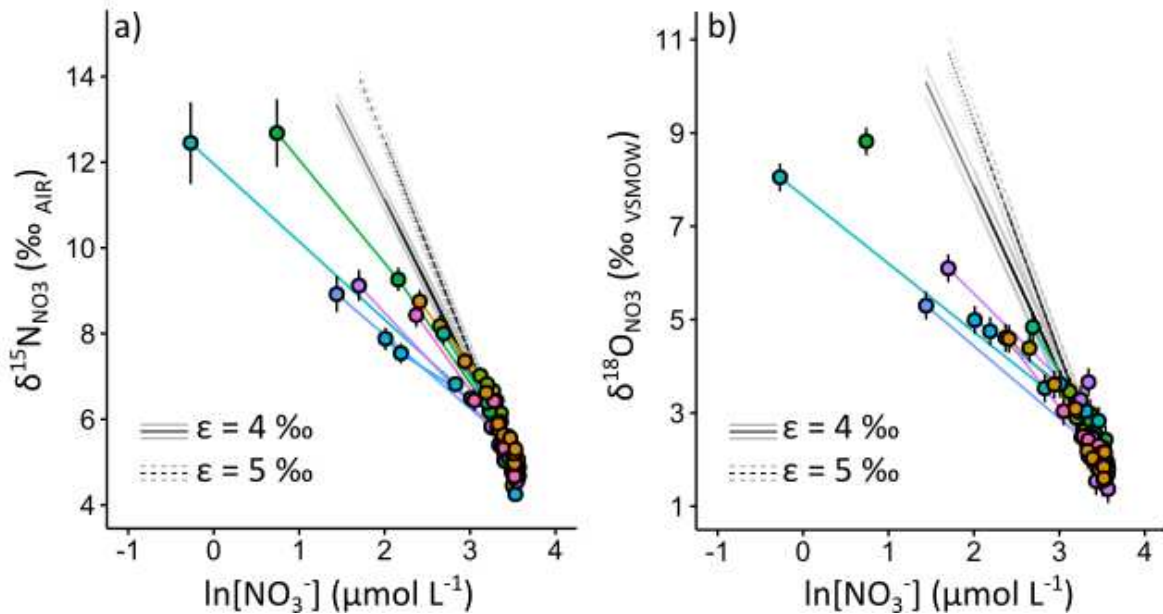 a)
14
12
10
8
6
4
δ¹⁵N_NO3 (‰ AIR)
ε = 4 ‰
ε = 5 ‰
-1 0 1 2 3 4
ln[NO₃⁻] (µmol L⁻¹)
b)
11
9
7
5
3
1
δ¹⁸O_NO3 (‰ VSMOW)
ε = 4 ‰
ε = 5 ‰
-1 0 1 2 3 4
ln[NO₃⁻] (µmol L⁻¹)